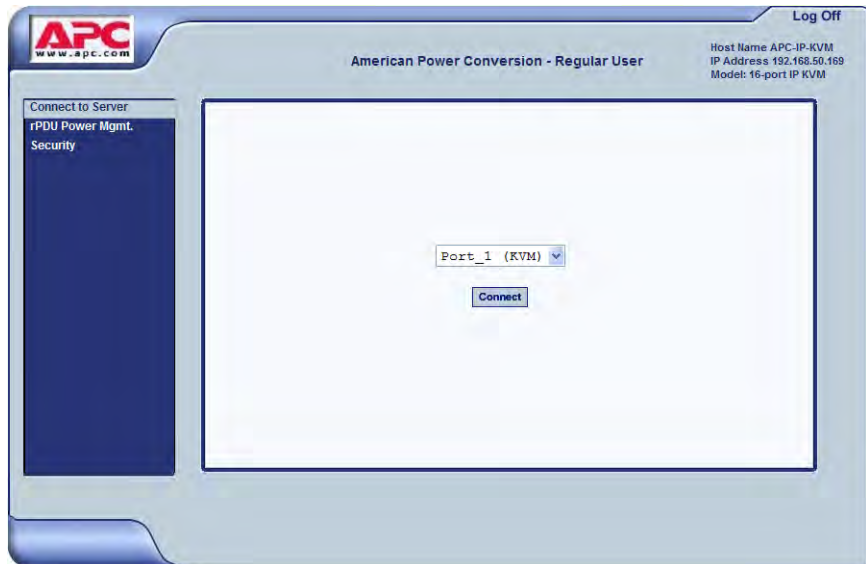 Log Off
APC
www.apc.com
American Power Conversion - Regular User
Host Name APC-IP-KVM
IP Address 192.168.50.169
Model: 16-port IP KVM
Connect to Server
rPDU Power Mgmt.
Security
Port_1 (KVM)
Connect